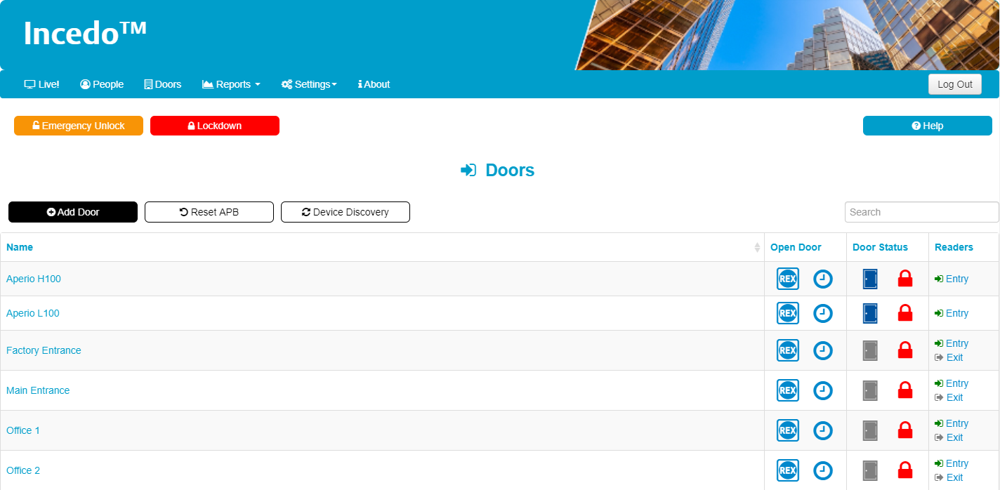 Incedo™
Live! People Doors Reports Settings About Log Out
Emergency Unlock Lockdown Help
Doors
Add Door Reset APB Device Discovery Search
Name Open Door Door Status Readers
Aperio H100 REX Entry
Aperio L100 REX Entry
Factory Entrance REX Entry
Exit
Main Entrance REX Entry
Exit
Office 1 REX Entry
Exit
Office 2 REX Entry
Exit